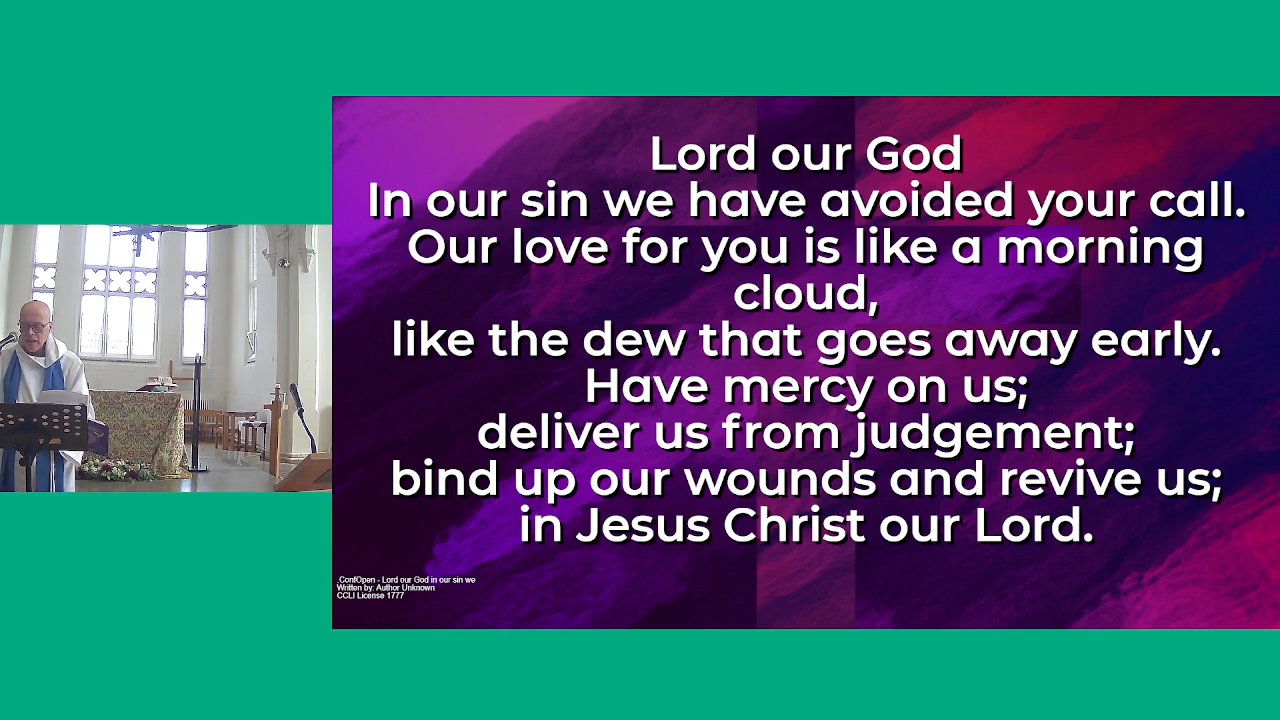 Lord our God
In our sin we have avoided your call.
Our love for you is like a morning
cloud,
like the dew that goes away early.
Have mercy on us;
deliver us from judgement;
bind up our wounds and revive us;
in Jesus Christ our Lord.
.ConfOpen - Lord our God in our sin we
Written by: Author Unknown
CCLI License 1777